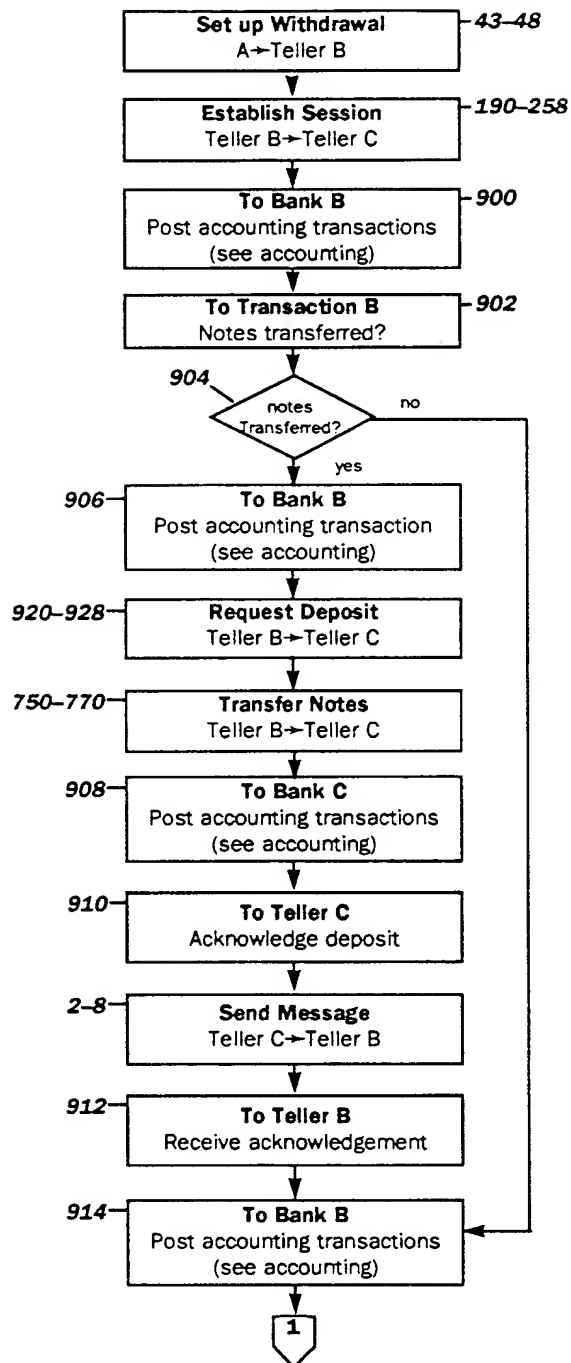 Set up Withdrawal
A→Teller B
43–48
Establish Session
Teller B→Teller C
190–258
To Bank B
Post accounting transactions
(see accounting)
900
To Transaction B
Notes transferred?
902
904
notes
Transferred?
no
yes
906
To Bank B
Post accounting transaction
(see accounting)
920–928
Request Deposit
Teller B→Teller C
750–770
Transfer Notes
Teller B→Teller C
908
To Bank C
Post accounting transactions
(see accounting)
910
To Teller C
Acknowledge deposit
2–8
Send Message
Teller C→Teller B
912
To Teller B
Receive acknowledgement
914
To Bank B
Post accounting transactions
(see accounting)
1